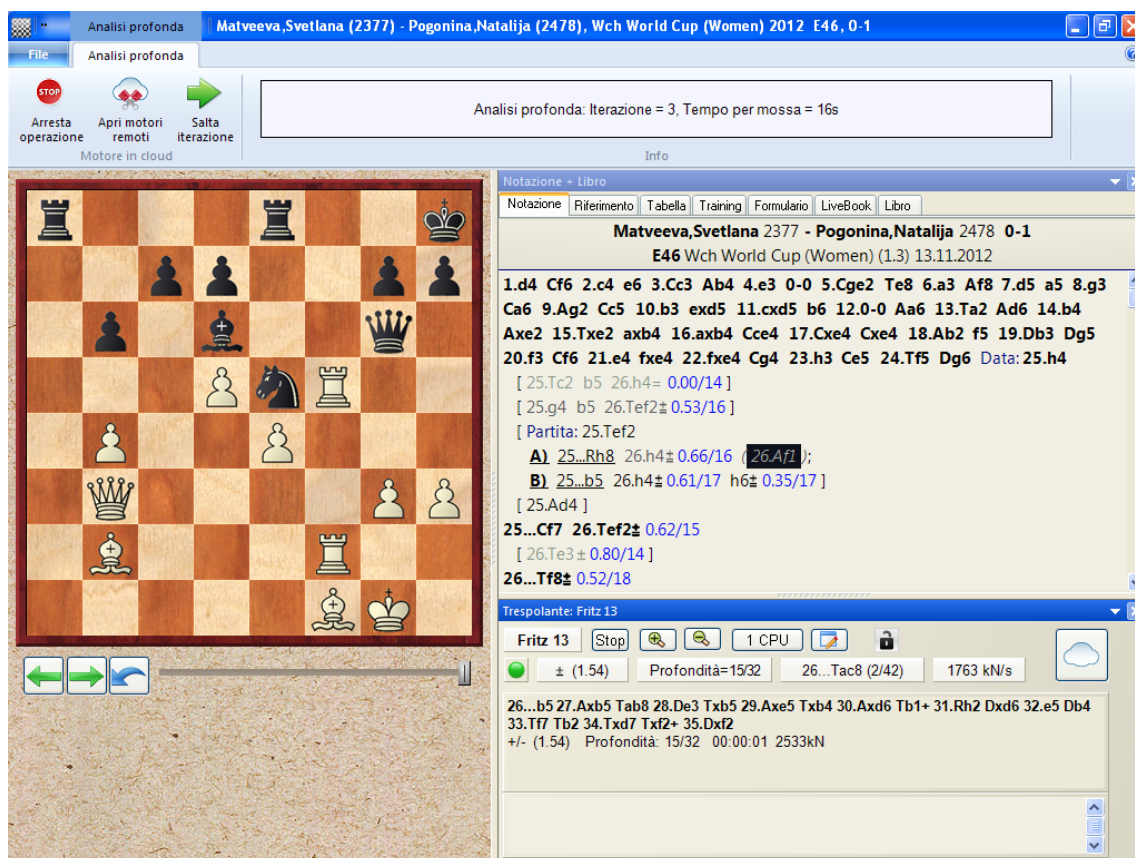 Analisi profonda
Matveeva,Svetlana (2377) - Pogonina,Natalija (2478), Wch World Cup (Women) 2012  E46, 0-1
File
Analisi profonda
STOP
Arresta operazione
Apri motori remoti
Salta iterazione
Motore in cloud
Analisi profonda: Iterazione = 3, Tempo per mossa = 16s
Info
Notazione + Libro
Notazione
Riferimento
Tabella
Training
Formulario
LiveBook
Libro
Matveeva,Svetlana 2377 - Pogonina,Natalija 2478  0-1
E46 Wch World Cup (Women) (1.3) 13.11.2012
1.d4 Cf6 2.c4 e6 3.Cc3 Ab4 4.e3 0-0 5.Cge2 Te8 6.a3 Af8 7.d5 a5 8.g3
Ca6 9.Ag2 Cc5 10.b3 exd5 11.cxd5 b6 12.0-0 Aa6 13.Ta2 Ad6 14.b4
Axe2 15.Txe2 axb4 16.axb4 Cce4 17.Cxe4 Cxe4 18.Ab2 f5 19.Db3 Dg5
20.f3 Cf6 21.e4 fxe4 22.fxe4 Cg4 23.h3 Ce5 24.Tf5 Dg6 Data: 25.h4
[ 25.Tc2 b5 26.h4= 0.00/14 ]
[ 25.g4 b5 26.Tef2⩲ 0.53/16 ]
[ Partita: 25.Tef2
A) 25...Rh8 26.h4± 0.66/16 ( 26.Af1 );
B) 25...b5 26.h4⩲ 0.61/17 h6⩲ 0.35/17 ]
[ 25.Ad4 ]
25...Cf7 26.Tef2⩲ 0.62/15
[ 26.Te3 ± 0.80/14 ]
26...Tf8⩲ 0.52/18
Trespolante: Fritz 13
Fritz 13
Stop
1 CPU
± (1.54)
Profondità=15/32
26...Tac8 (2/42)
1763 kN/s
26...b5 27.Axb5 Tab8 28.De3 Txb5 29.Axe5 Txb4 30.Axd6 Tb1+ 31.Rh2 Dxd6 32.e5 Db4
33.Tf7 Tb2 34.Txd7 Txf2+ 35.Dxf2
+/- (1.54) Profondità: 15/32 00:00:01 2533kN